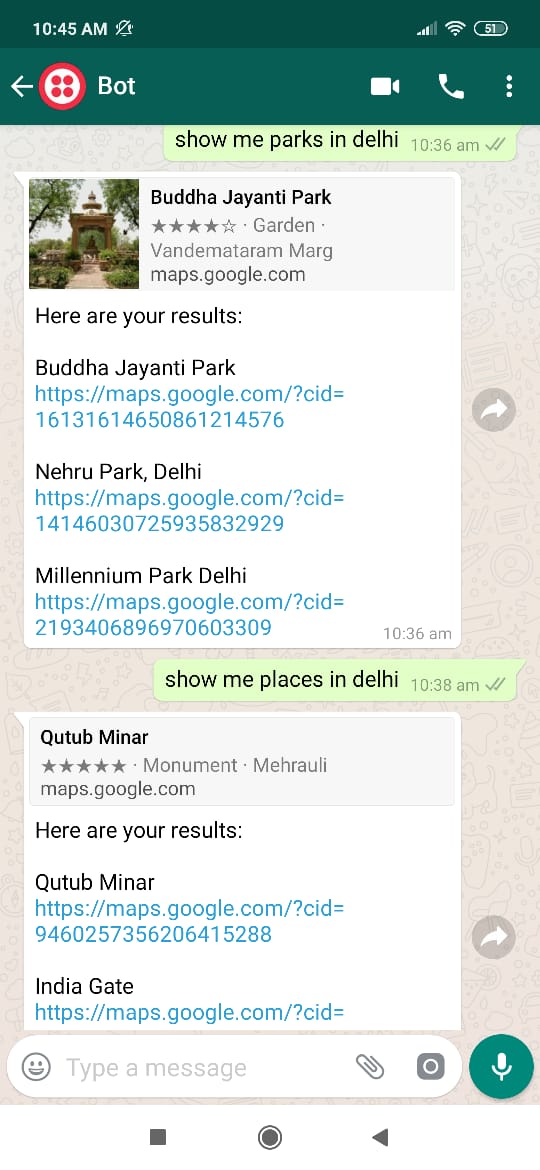 10:45 AM 51
Bot
show me parks in delhi 10:36 am
Buddha Jayanti Park
★★★★☆ · Garden ·
Vandemataram Marg
maps.google.com
Here are your results:
Buddha Jayanti Park
https://maps.google.com/?cid=
16131614650861214576
Nehru Park, Delhi
https://maps.google.com/?cid=
14146030725935832929
Millennium Park Delhi
https://maps.google.com/?cid=
2193406896970603309
10:36 am
show me places in delhi 10:38 am
Qutub Minar
★★★★★ · Monument · Mehrauli
maps.google.com
Here are your results:
Qutub Minar
https://maps.google.com/?cid=
9460257356206415288
India Gate
https://maps.google.com/?cid=
Type a message